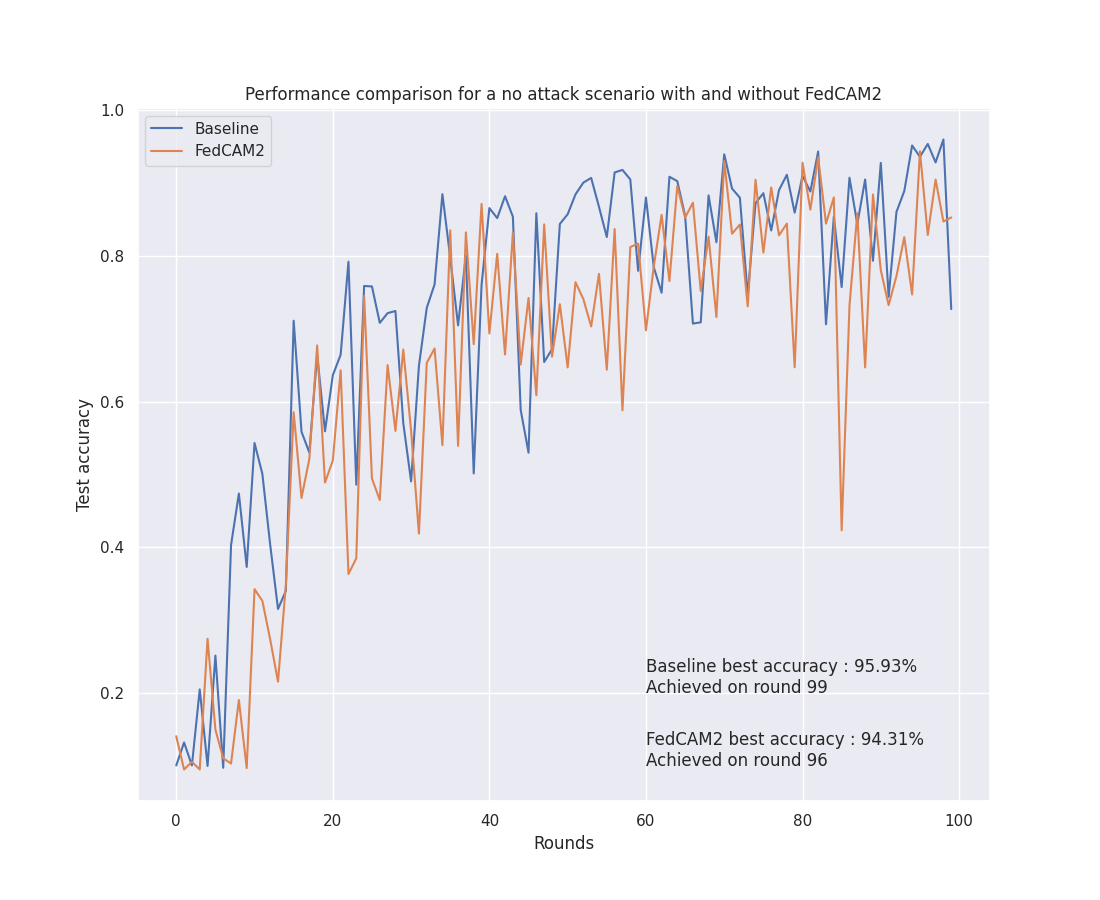 Performance comparison for a no attack scenario with and without FedCAM2
1.0
Baseline
FedCAM2
0.8
0.6
Test accuracy
0.4
Baseline best accuracy : 95.93%
Achieved on round 99
0.2
FedCAM2 best accuracy : 94.31%
Achieved on round 96
0 20 40 60 80 100
Rounds